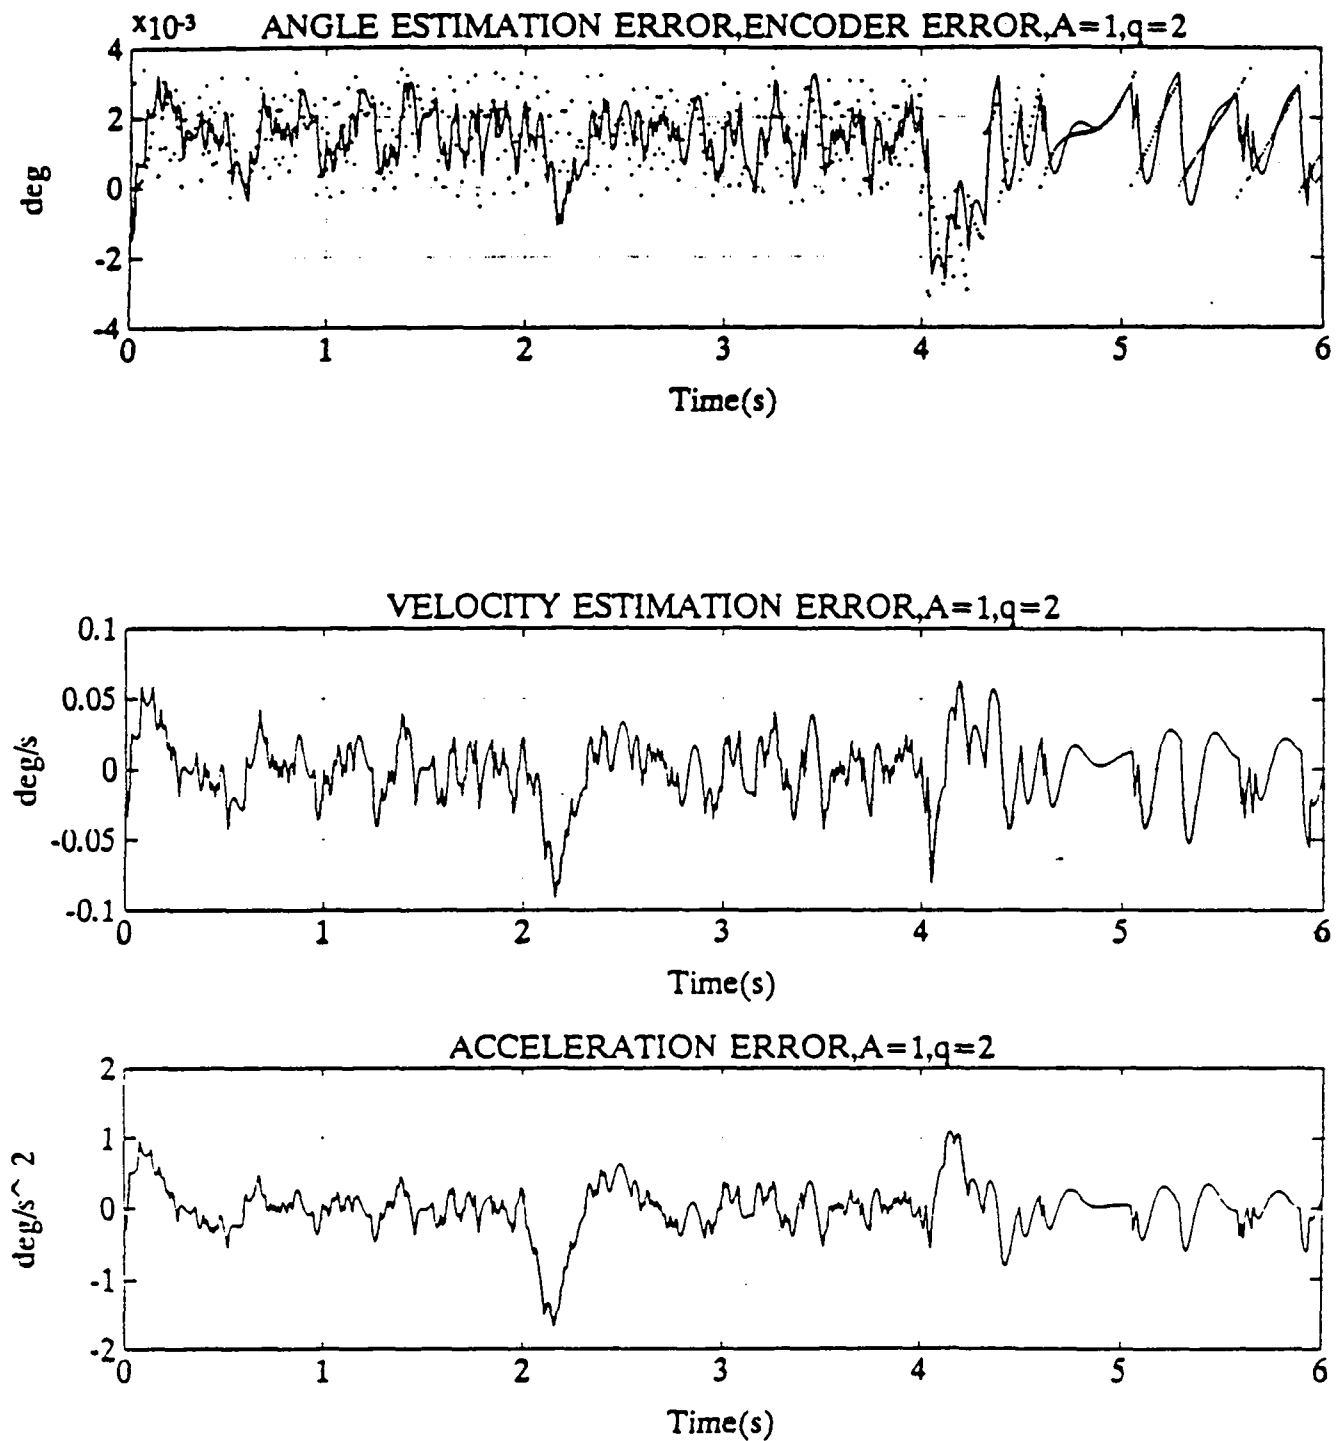 x10-3 ANGLE ESTIMATION ERROR,ENCODER ERROR,A=1,q=2
4
2
0
-2
-4
deg
0 1 2 3 4 5 6
Time(s)
VELOCITY ESTIMATION ERROR,A=1,q=2
0.1
0.05
0
-0.05
-0.1
deg/s
0 1 2 3 4 5 6
Time(s)
ACCELERATION ERROR,A=1,q=2
2
1
0
-1
-2
deg/s^2
0 1 2 3 4 5 6
Time(s)